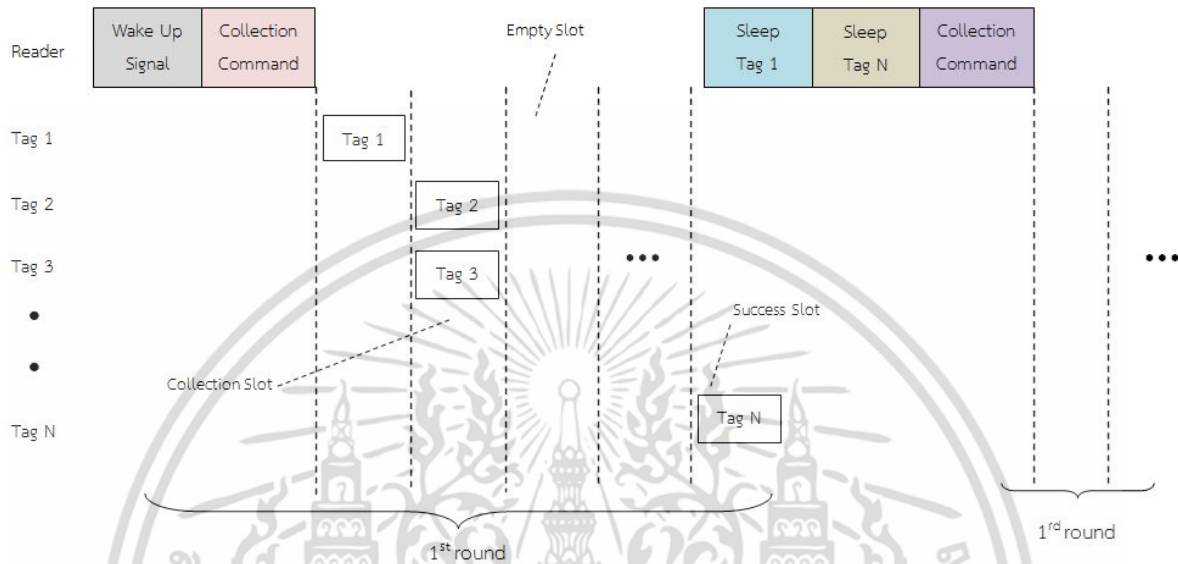 Reader
Wake Up
Signal
Collection
Command
Empty Slot
Sleep
Tag 1
Sleep
Tag N
Collection
Command
Tag 1
Tag 1
Tag 2
Tag 2
Tag 3
Tag 3
Success Slot
Collection Slot
Tag N
Tag N
1st round
1rd round